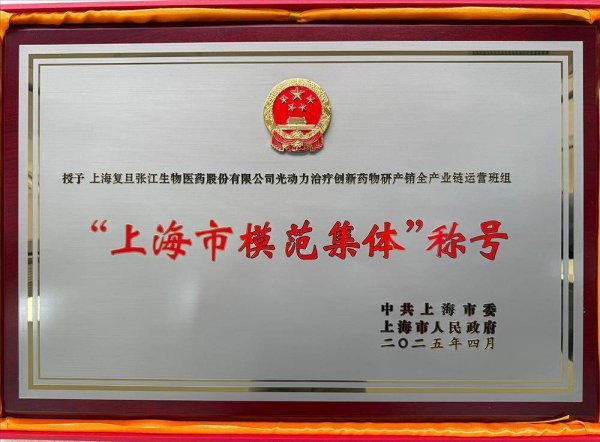 授予 上海复旦张江生物医药股份有限公司光动力治疗创新药物研产销全产业链运营班组
“上海市模范集体”称号
中共上海市委
上海市人民政府
二〇二五年四月